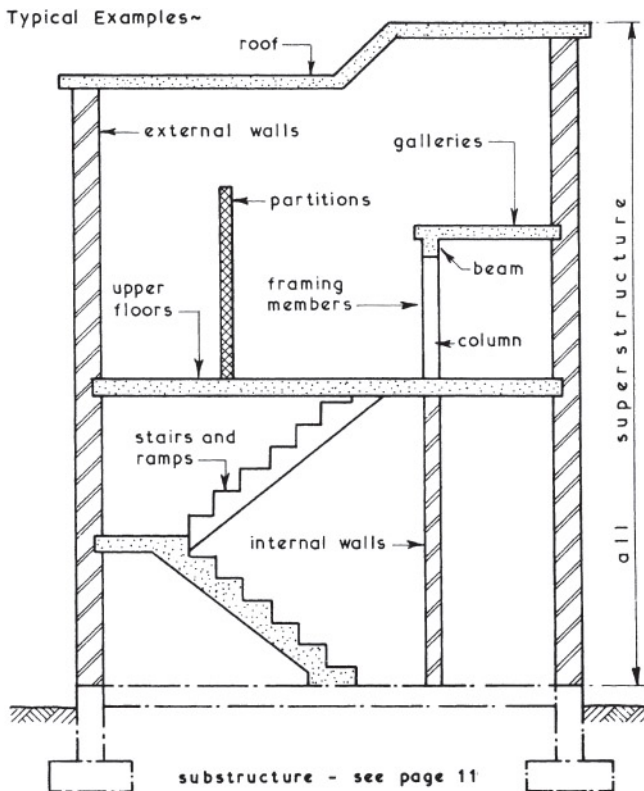 Typical Examples~
roof
external walls
galleries
partitions
beam
upper
floors
framing
members
column
all superstructure
stairs and
ramps
internal walls
substructure - see page 11